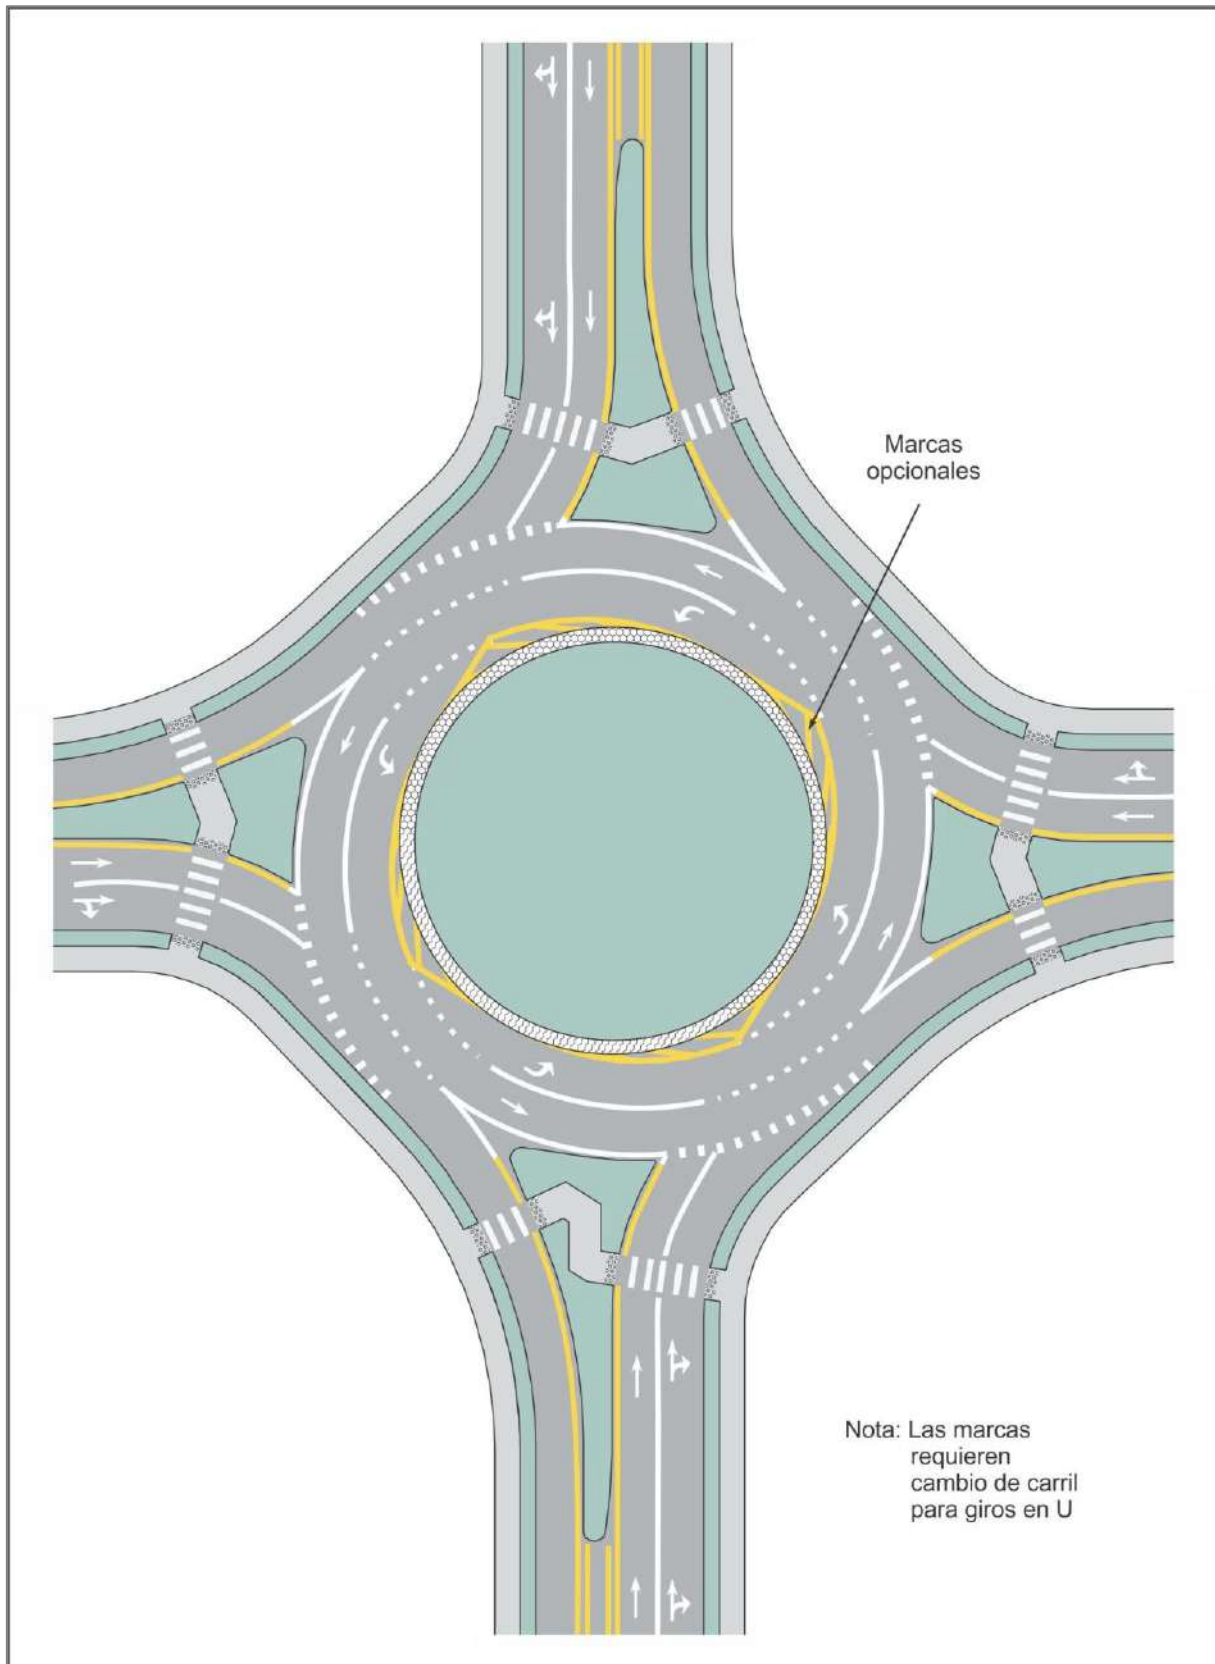 Marcas
opcionales
Nota: Las marcas
requieren
cambio de carril
para giros en U